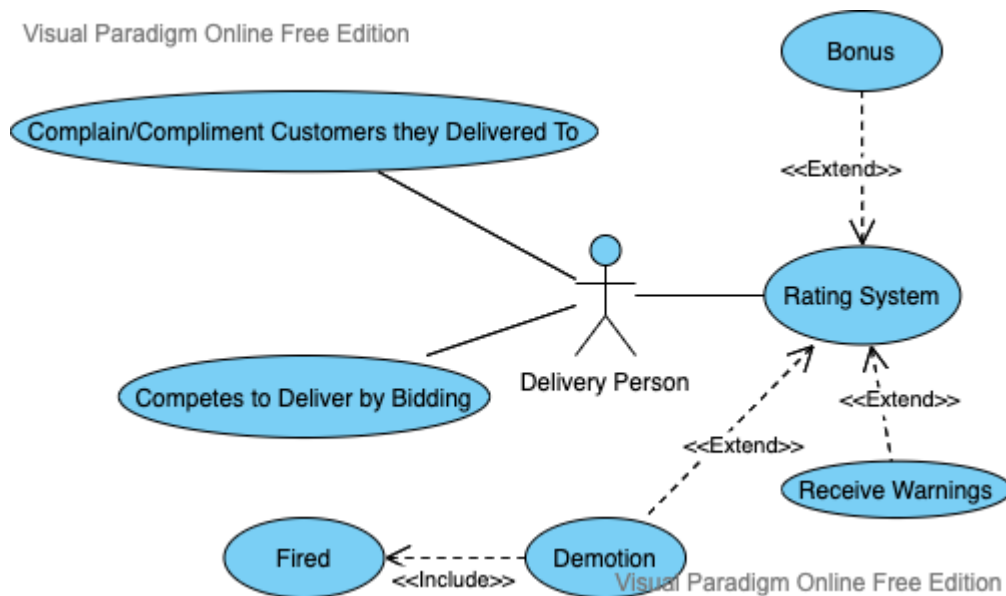 Visual Paradigm Online Free Edition
Bonus
Complain/Compliment Customers they Delivered To
<<Extend>>
Rating System
Delivery Person
Competes to Deliver by Bidding
<<Extend>>
<<Extend>>
Receive Warnings
Fired
Demotion
<<Include>>
Visual Paradigm Online Free Edition